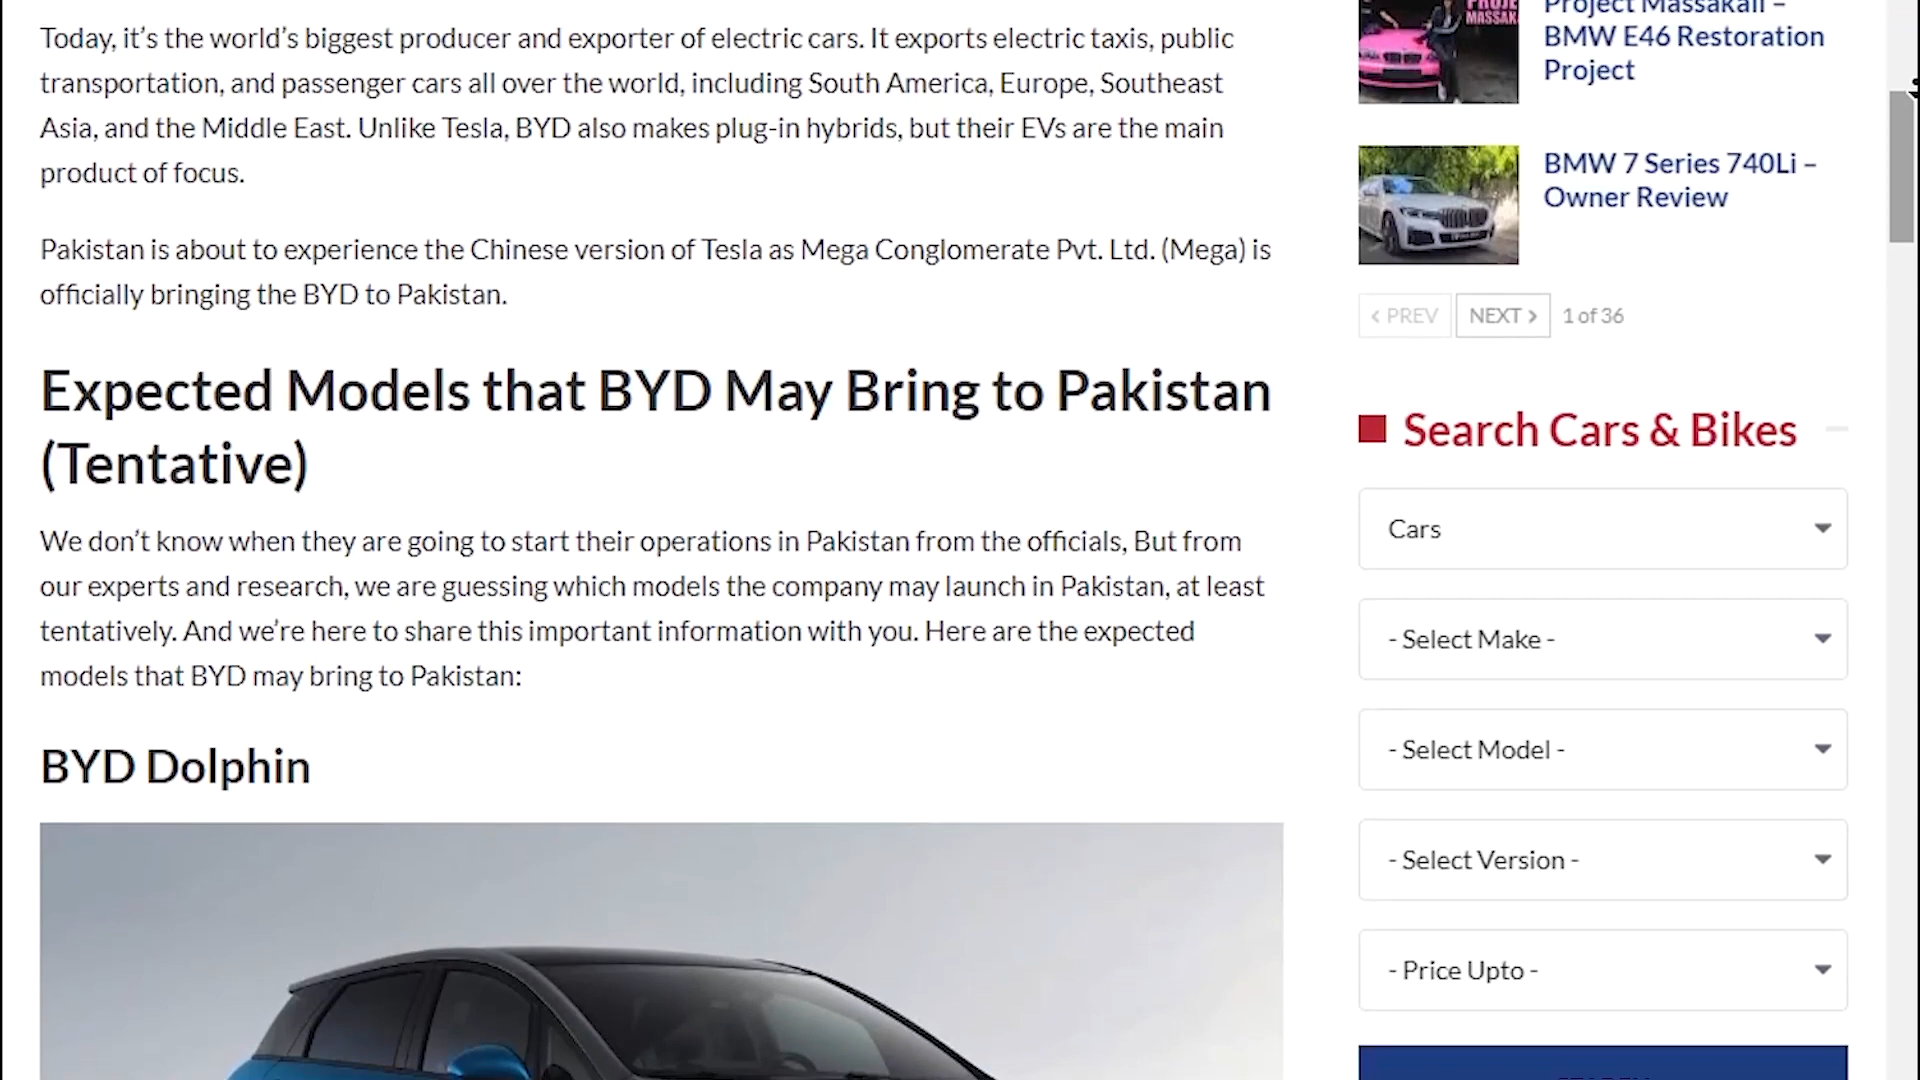 Today, it’s the world’s biggest producer and exporter of electric cars. It exports electric taxis, public
transportation, and passenger cars all over the world, including South America, Europe, Southeast
Asia, and the Middle East. Unlike Tesla, BYD also makes plug-in hybrids, but their EVs are the main
product of focus.
Pakistan is about to experience the Chinese version of Tesla as Mega Conglomerate Pvt. Ltd. (Mega) is
officially bringing the BYD to Pakistan.
Expected Models that BYD May Bring to Pakistan
(Tentative)
We don’t know when they are going to start their operations in Pakistan from the officials, But from
our experts and research, we are guessing which models the company may launch in Pakistan, at least
tentatively. And we’re here to share this important information with you. Here are the expected
models that BYD may bring to Pakistan:
BYD Dolphin
Project Massakali –
BMW E46 Restoration
Project
BMW 7 Series 740Li –
Owner Review
PREV NEXT 1 of 36
Search Cars & Bikes
Cars
- Select Make -
- Select Model -
- Select Version -
- Price Upto -